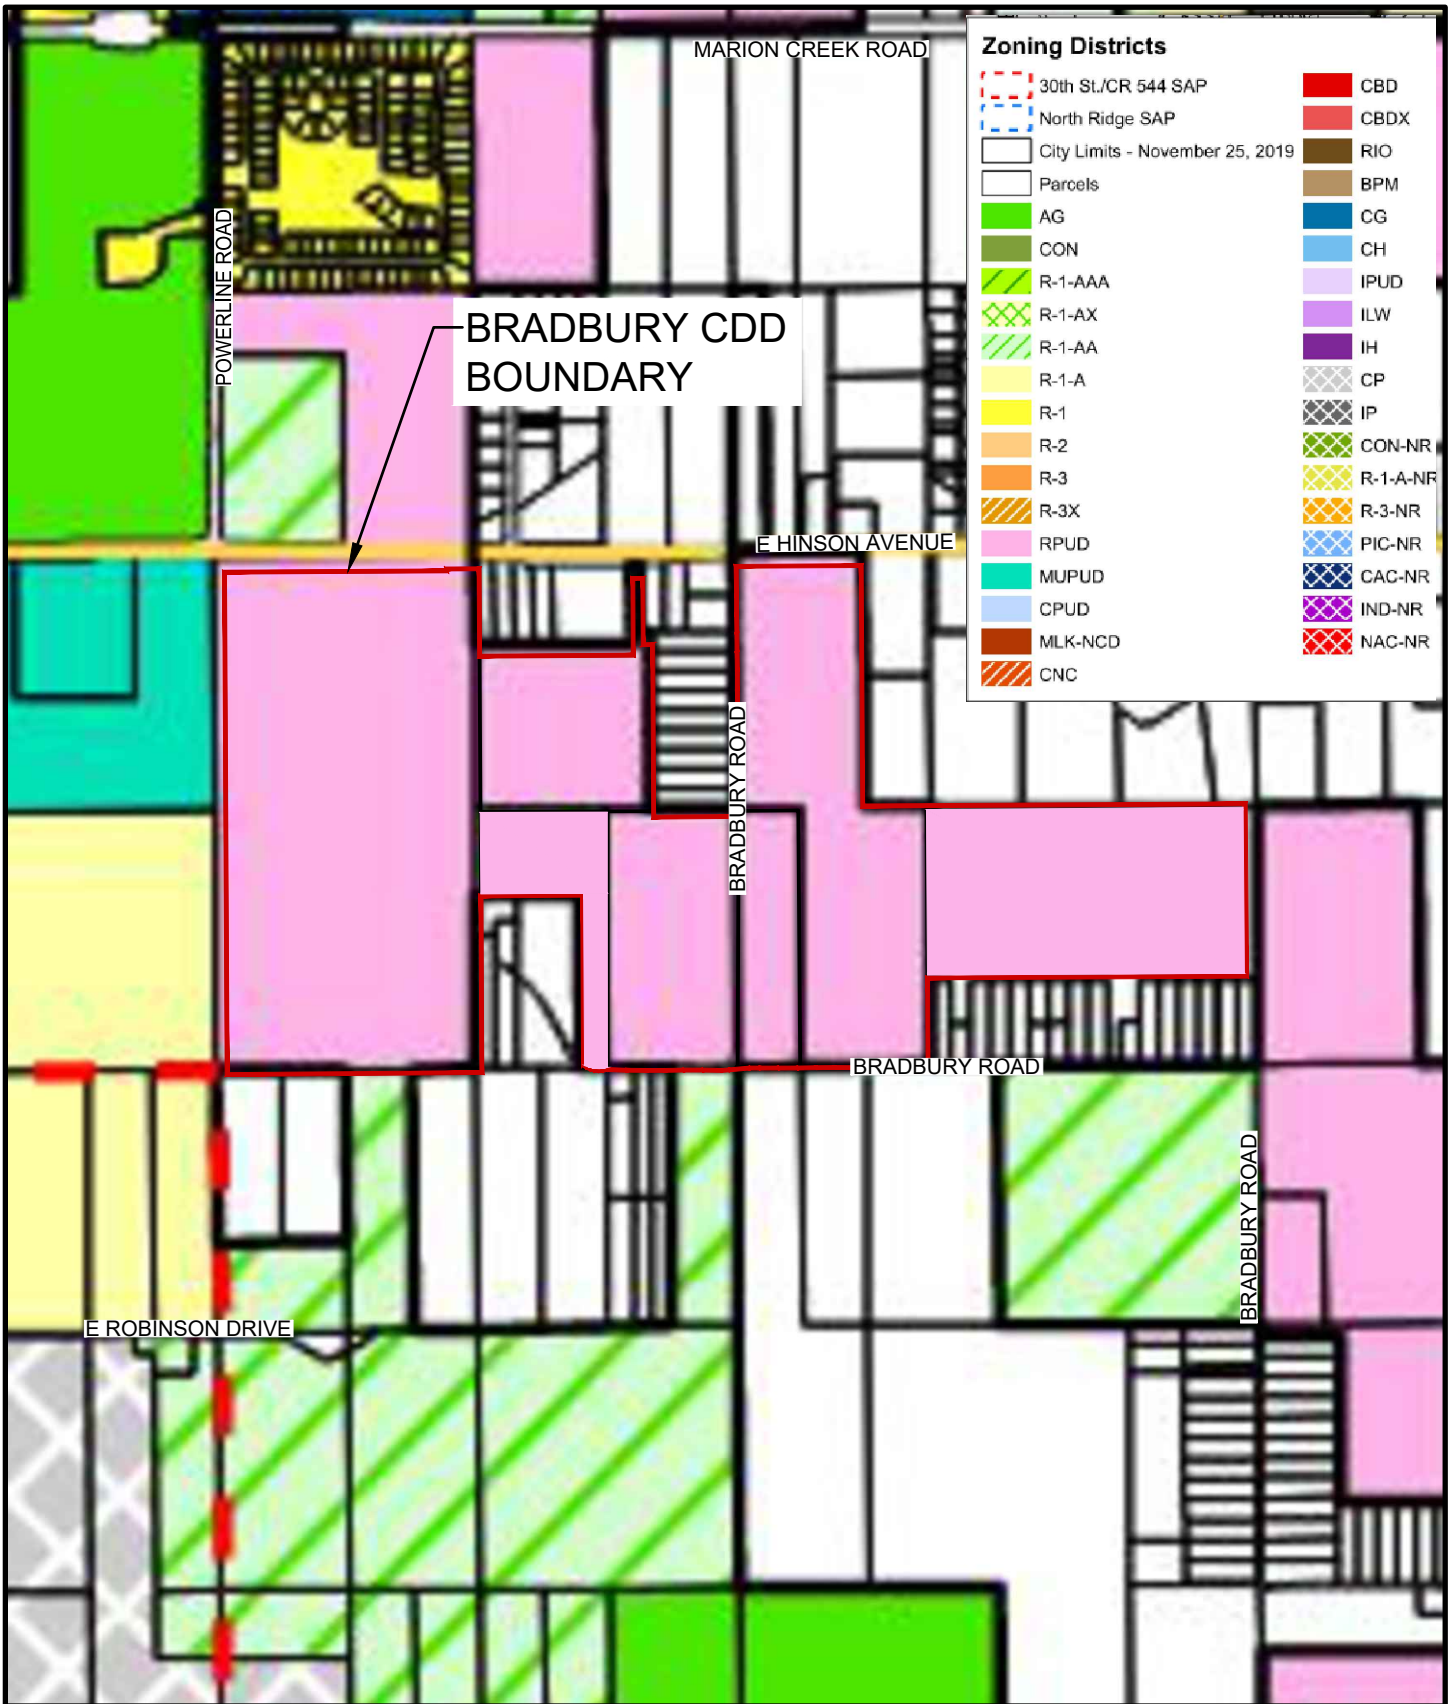 MARION CREEK ROAD
Zoning Districts
30th St./CR 544 SAP
North Ridge SAP
City Limits - November 25, 2019
Parcels
AG
CON
R-1-AAA
R-1-AX
R-1-AA
R-1-A
R-1
R-2
R-3
R-3X
RPUD
MUPUD
CPUD
MLK-NCD
CNC
CBD
CBDX
RIO
BPM
CG
CH
IPUD
ILW
IH
CP
IP
CON-NR
R-1-A-NR
R-3-NR
PIC-NR
CAC-NR
IND-NR
NAC-NR
POWERLINE ROAD
BRADBURY CDD
BOUNDARY
E HINSON AVENUE
BRADBURY ROAD
BRADBURY ROAD
BRADBURY ROAD
E ROBINSON DRIVE